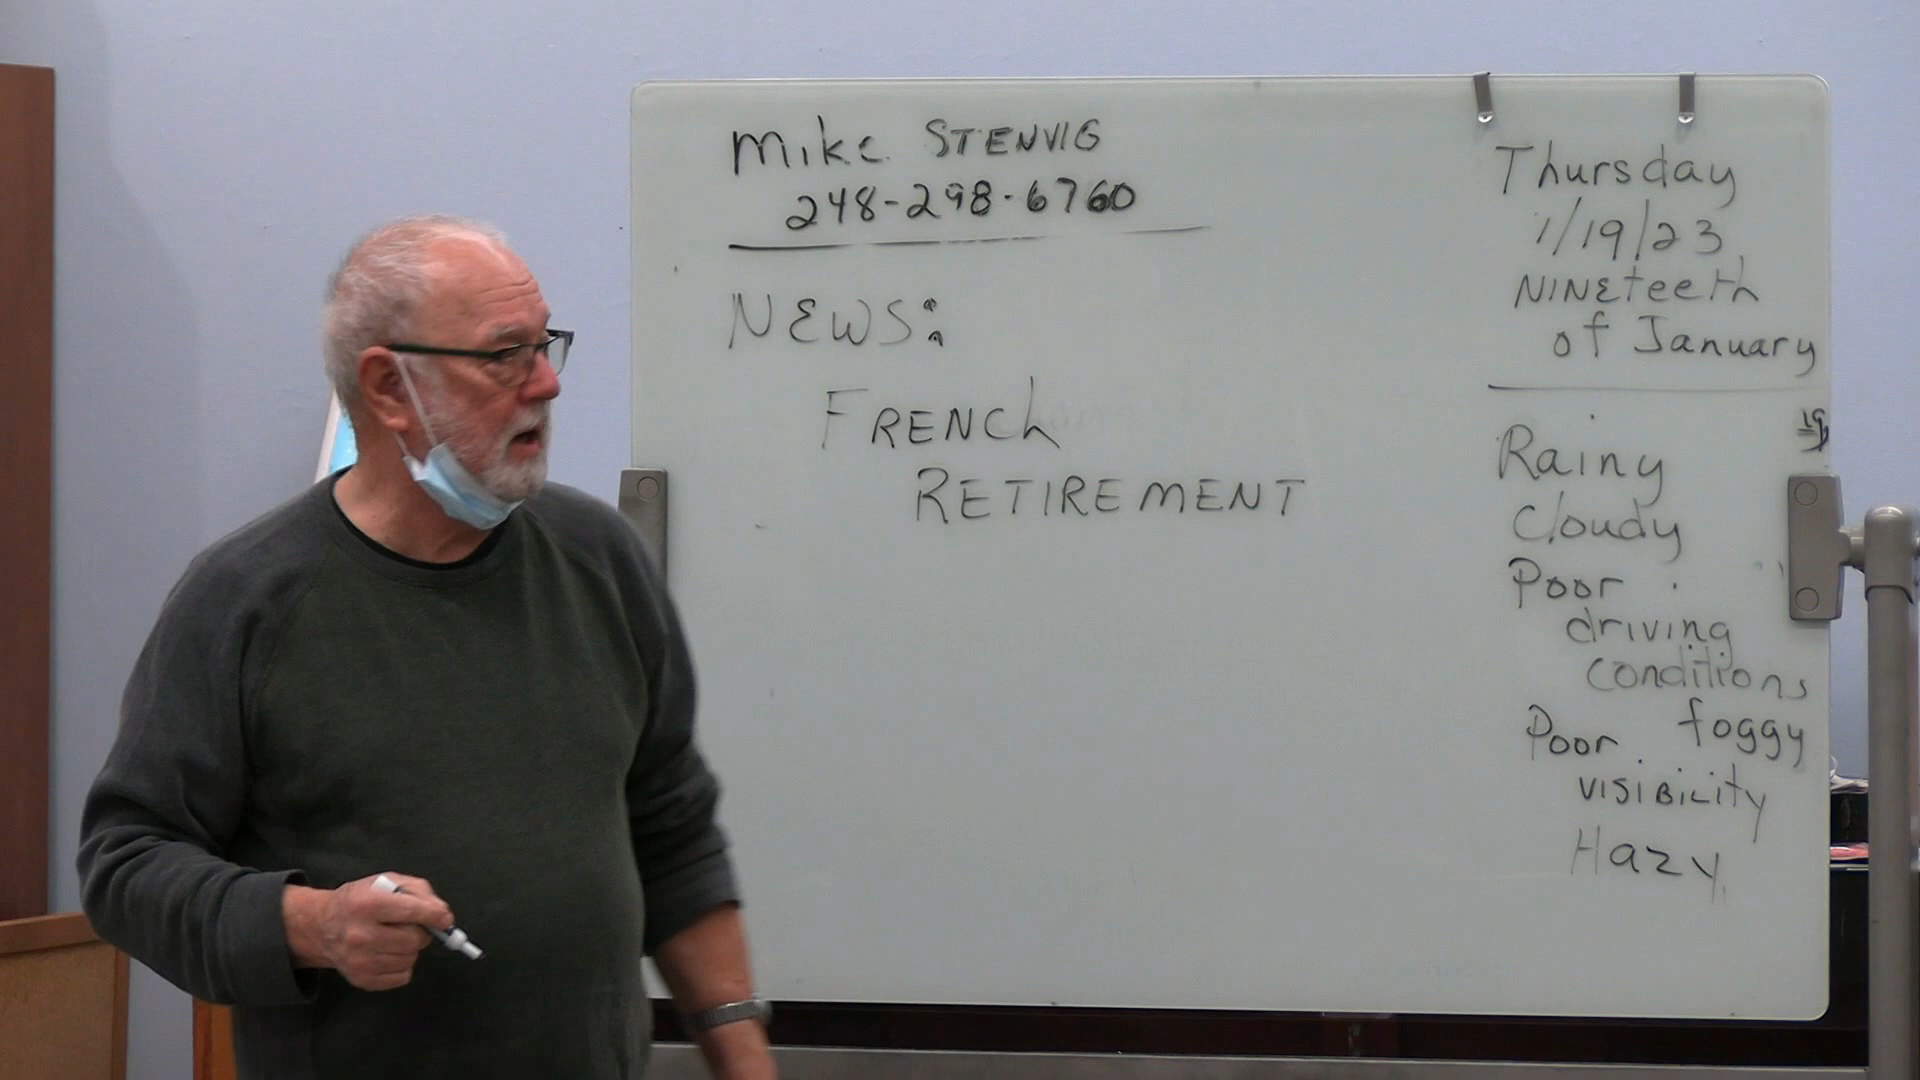 Mike STENVIG
248-298-6760
NEWS:
FRENCh
RETIREMENT
Thursday
1/19/23
NINEteeth
of January
19
Rainy
Cloudy
Poor
driving
conditions
foggy
Poor
VISIBILITY
Hazy